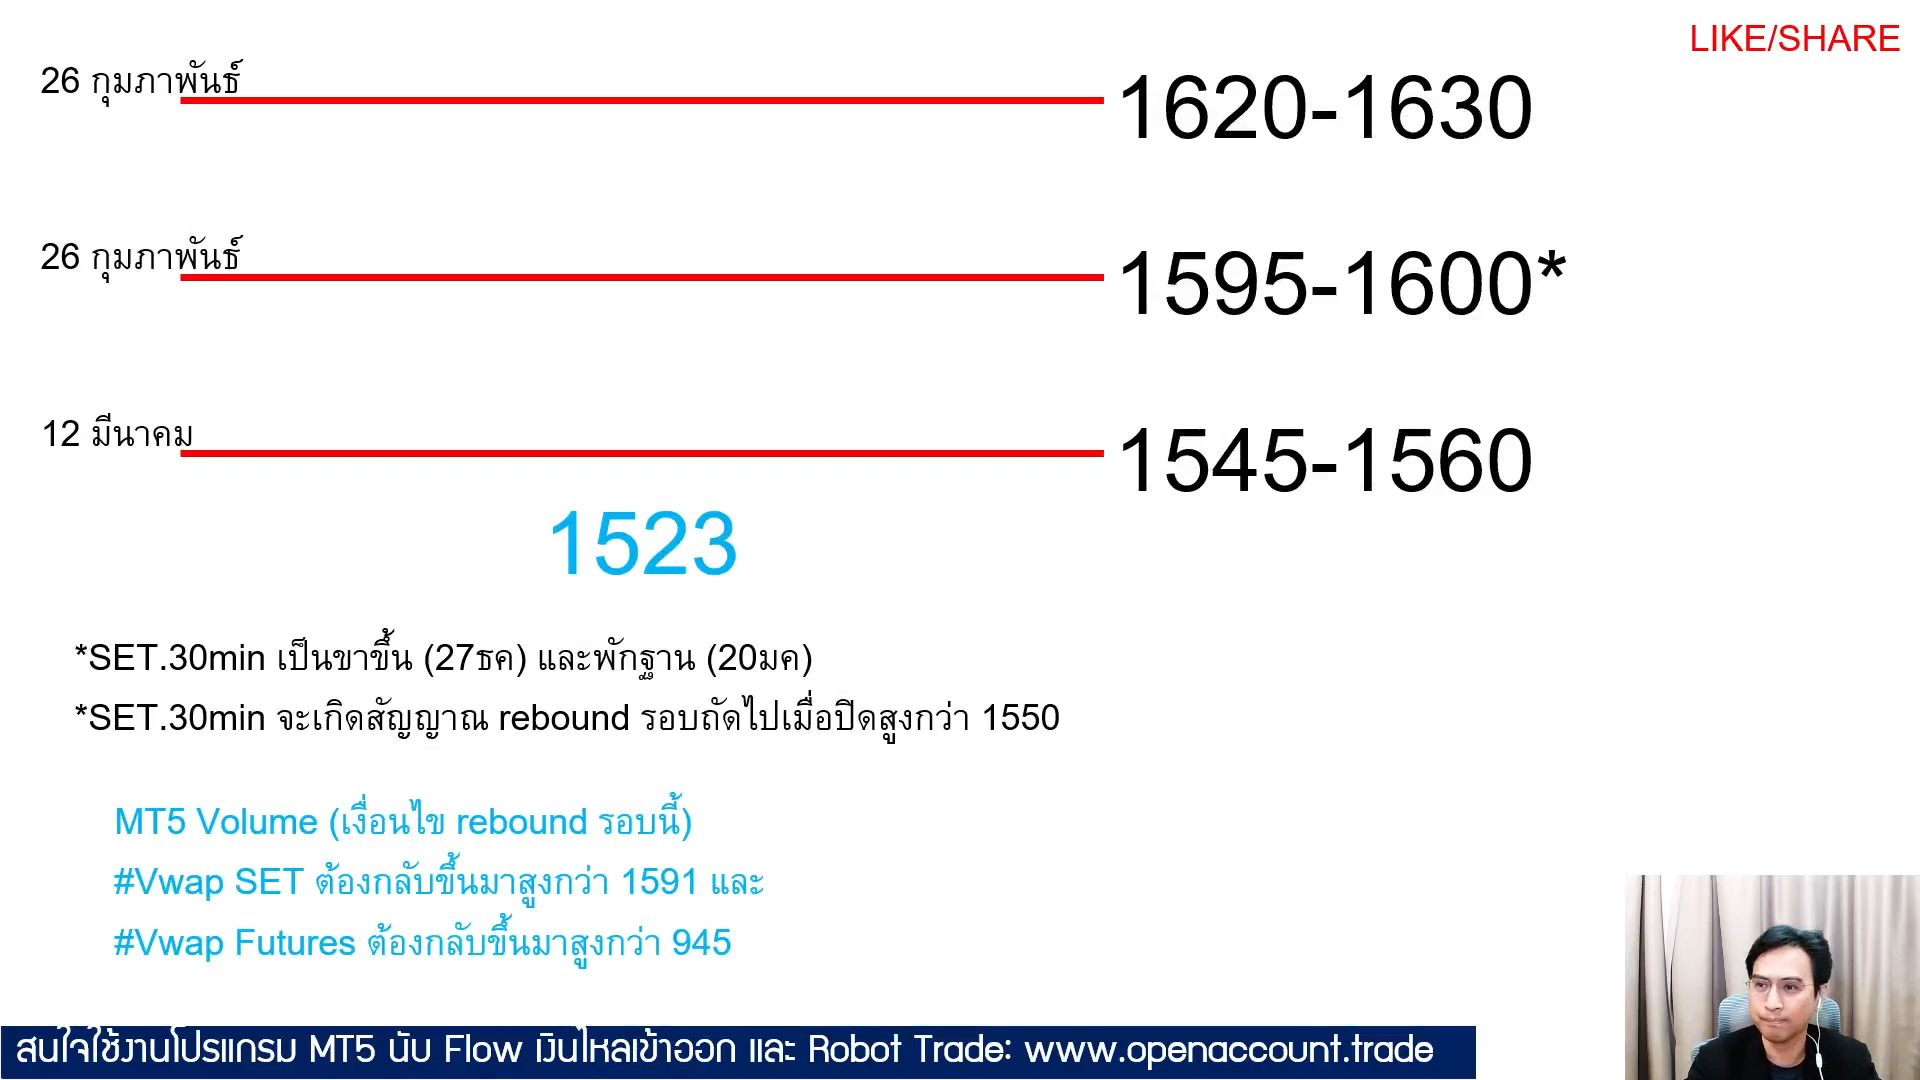 LIKE/SHARE
26 กุมภาพันธ์
1620-1630
26 กุมภาพันธ์
1595-1600*
12 มีนาคม
1545-1560
1523
*SET.30min เป็นขาขึ้น (27ธค) และพักฐาน (20มค)
*SET.30min จะเกิดสัญญาณ rebound รอบถัดไปเมื่อปิดสูงกว่า 1550
MT5 Volume (เงื่อนไข rebound รอบนี้)
#Vwap SET ต้องกลับขึ้นมาสูงกว่า 1591 และ
#Vwap Futures ต้องกลับขึ้นมาสูงกว่า 945
สนใจใช้งานโปรแกรม MT5 นับ Flow เงินไหลเข้าออก และ Robot Trade: www.openaccount.trade